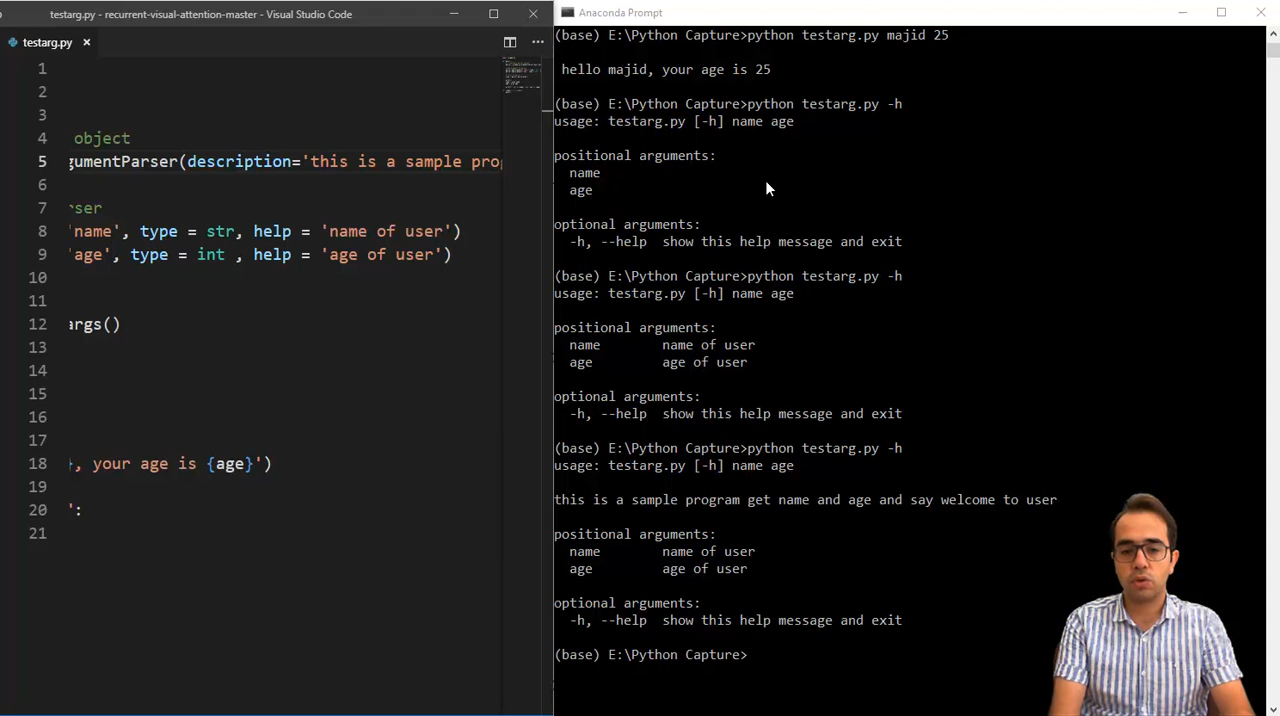 testarg.py - recurrent-visual-attention-master - Visual Studio Code
testarg.py
1
2
3
4 object
5 gumentParser(description='this is a sample prog
6
7 rser
8 'name', type = str, help = 'name of user')
9 'age', type = int , help = 'age of user')
10
11
12 args()
13
14
15
16
17
18 }, your age is {age}')
19
20 ':
21
Anaconda Prompt
(base) E:\Python Capture>python testarg.py majid 25
hello majid, your age is 25
(base) E:\Python Capture>python testarg.py -h
usage: testarg.py [-h] name age
positional arguments:
name
age
optional arguments:
-h, --help show this help message and exit
(base) E:\Python Capture>python testarg.py -h
usage: testarg.py [-h] name age
positional arguments:
name name of user
age age of user
optional arguments:
-h, --help show this help message and exit
(base) E:\Python Capture>python testarg.py -h
usage: testarg.py [-h] name age
this is a sample program get name and age and say welcome to user
positional arguments:
name name of user
age age of user
optional arguments:
-h, --help show this help message and exit
(base) E:\Python Capture>